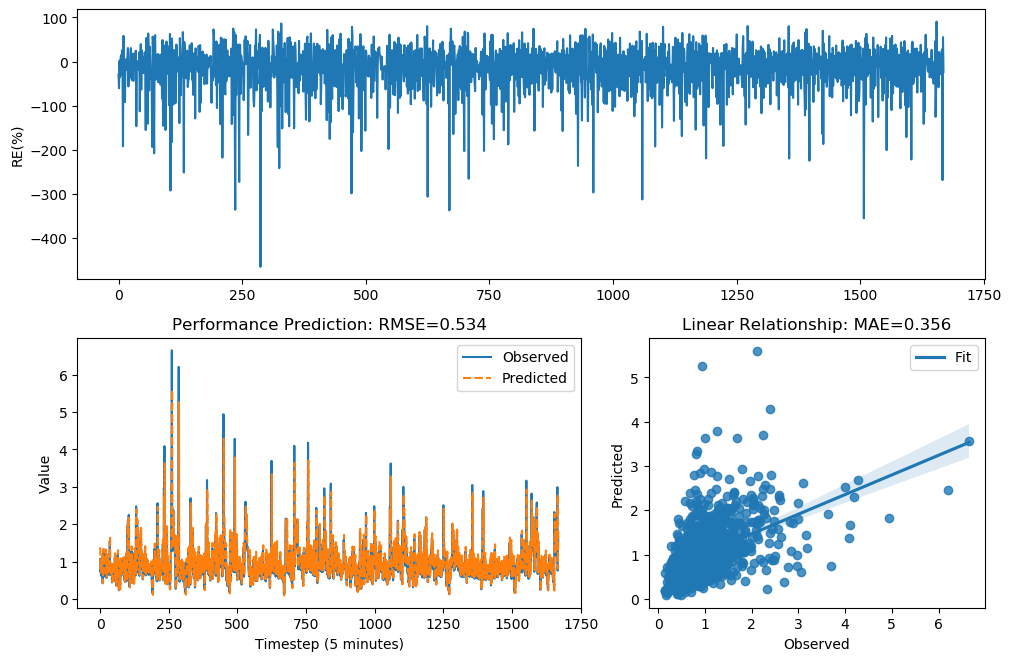 100
0
−100
−200
−300
−400
RE(%)
0 250 500 750 1000 1250 1500 1750
Performance Prediction: RMSE=0.534
Observed
Predicted
6
5
4
3
2
1
0
Value
0 250 500 750 1000 1250 1500 1750
Timestep (5 minutes)
Linear Relationship: MAE=0.356
Fit
5
4
3
2
1
0
Predicted
0 1 2 3 4 5 6
Observed